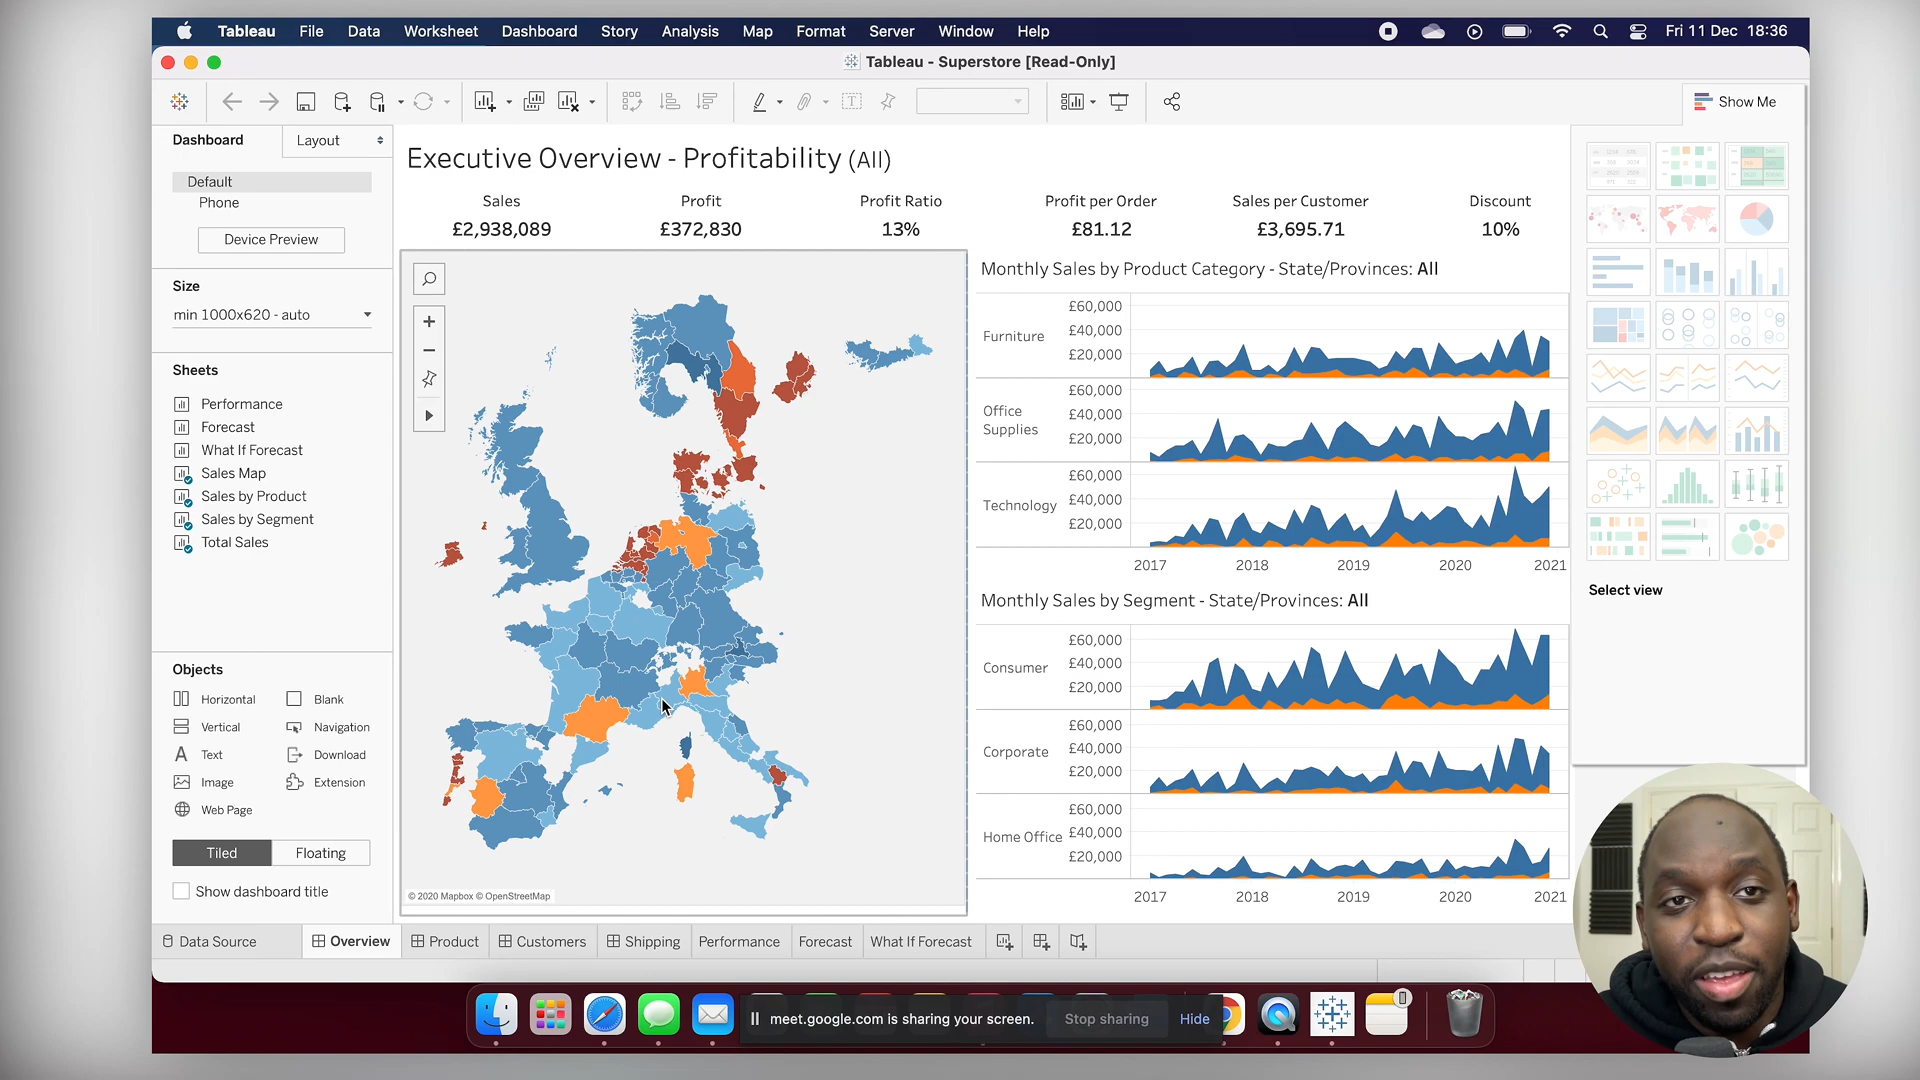 Tableau File Data Worksheet Dashboard Story Analysis Map Format Server Window Help Fri 11 Dec 18:36
Tableau - Superstore [Read-Only]
Show Me
Dashboard Layout
Default
Phone
Device Preview
Size
min 1000x620 - auto
Sheets
Performance
Forecast
What If Forecast
Sales Map
Sales by Product
Sales by Segment
Total Sales
Objects
Horizontal Blank
Vertical Navigation
Text Download
Image Extension
Web Page
Tiled Floating
Show dashboard title
Executive Overview - Profitability (All)
Sales Profit Profit Ratio Profit per Order Sales per Customer Discount
£2,938,089 £372,830 13% £81.12 £3,695.71 10%
© 2020 Mapbox © OpenStreetMap
Monthly Sales by Product Category - State/Provinces: All
Furniture
£60,000
£40,000
£20,000
Office
Supplies
£60,000
£40,000
£20,000
Technology
£60,000
£40,000
£20,000
2017 2018 2019 2020 2021
Monthly Sales by Segment - State/Provinces: All
Consumer
£60,000
£40,000
£20,000
Corporate
£60,000
£40,000
£20,000
Home Office
£60,000
£40,000
£20,000
2017 2018 2019 2020 2021
Select view
Data Source Overview Product Customers Shipping Performance Forecast What If Forecast
meet.google.com is sharing your screen. Stop sharing Hide